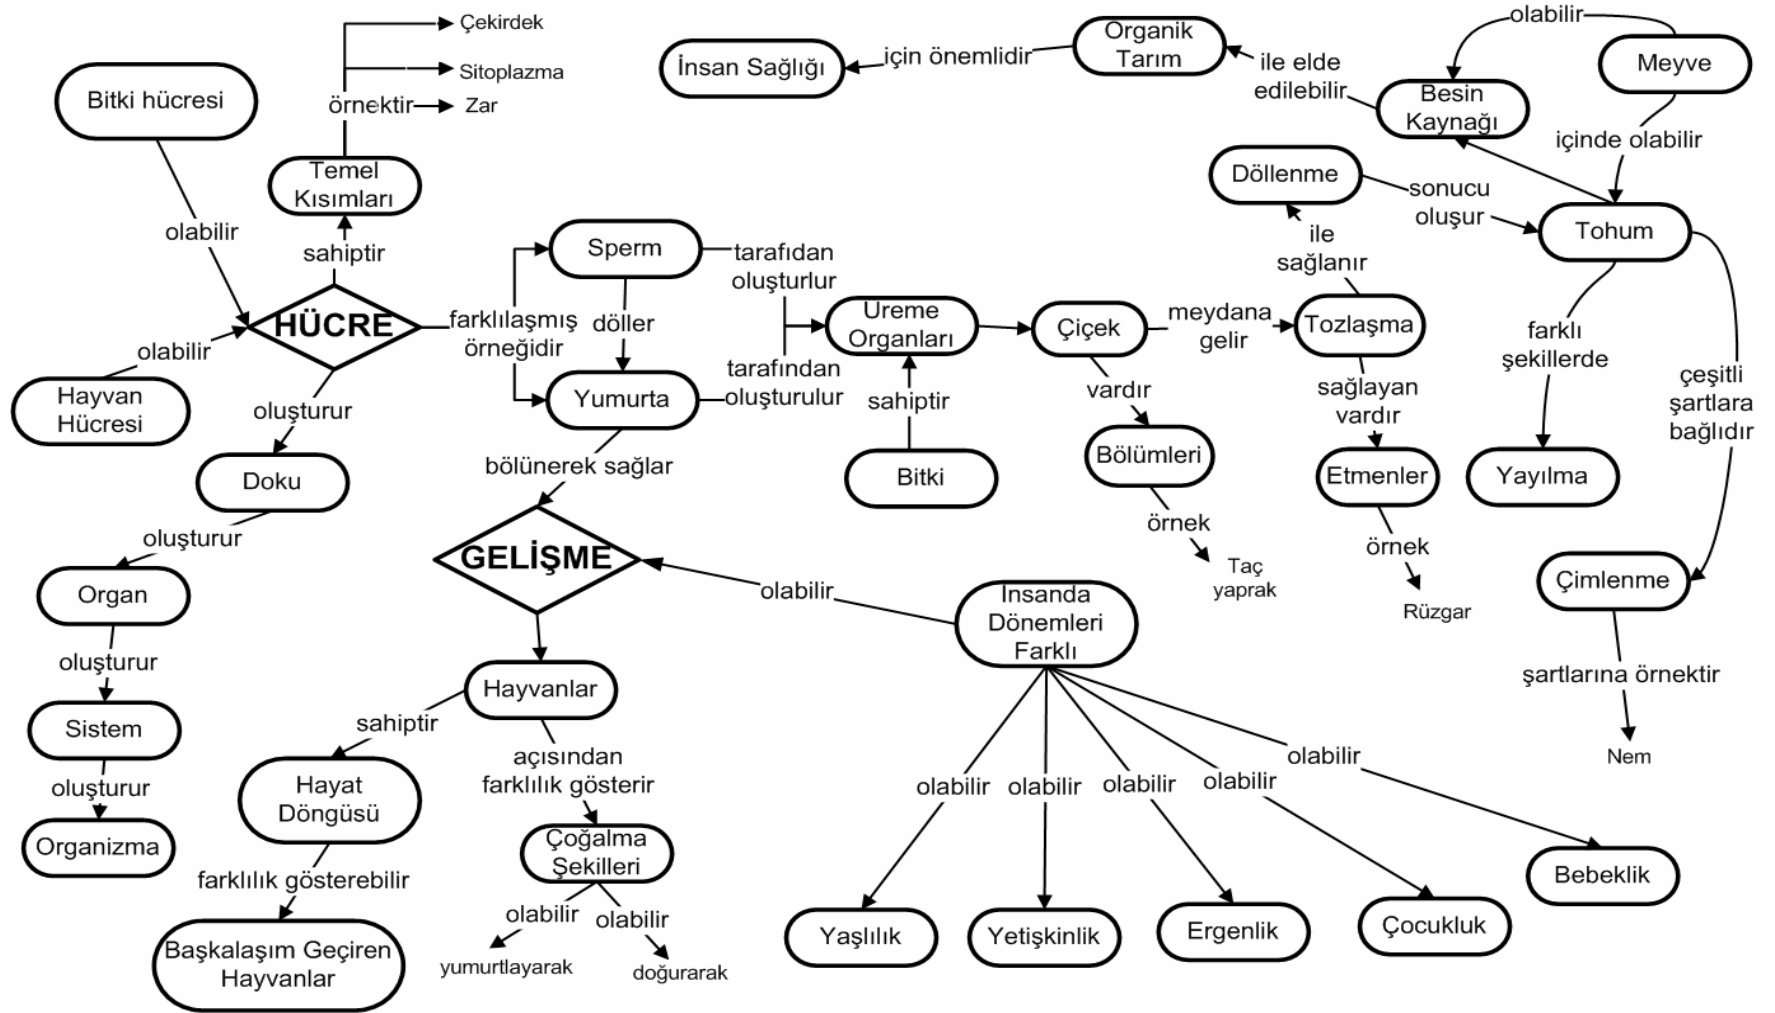 Çekirdek
Sitoplazma
örnektir
Zar
Bitki hücresi
Temel
Kısımları
olabilir
sahiptir
HÜCRE
olabilir
Hayvan
Hücresi
oluşturur
Doku
oluşturur
Organ
oluşturur
Sistem
oluşturur
Organizma
farklılaşmış
örneğidir
Sperm
döller
Yumurta
tarafıdan
oluşturlur
tarafından
oluşturulur
Üreme
Organları
sahiptir
Bitki
Çiçek
vardır
Bölümleri
örnek
Taç
yaprak
meydana
gelir
Tozlaşma
ile
sağlanır
Döllenme
sonucu
oluşur
sağlayan
vardır
Etmenler
örnek
Rüzgar
İnsan Sağlığı
için önemlidir
Organik
Tarım
ile elde
edilebilir
Besin
Kaynağı
olabilir
Meyve
içinde olabilir
Tohum
farklı
şekillerde
Yayılma
çeşitli
şartlara
bağlıdır
Çimlenme
şartlarına örnektir
Nem
bölünerek sağlar
GELİŞME
olabilir
İnsanda
Dönemleri
Farklı
Hayvanlar
sahiptir
Hayat
Döngüsü
farklılık gösterebilir
Başkalaşım Geçiren
Hayvanlar
açısından
farklılık gösterir
Çoğalma
Şekilleri
olabilir
olabilir
yumurtlayarak
doğurarak
olabilir
olabilir
olabilir
olabilir
olabilir
Yaşlılık
Yetişkinlik
Ergenlik
Çocukluk
Bebeklik